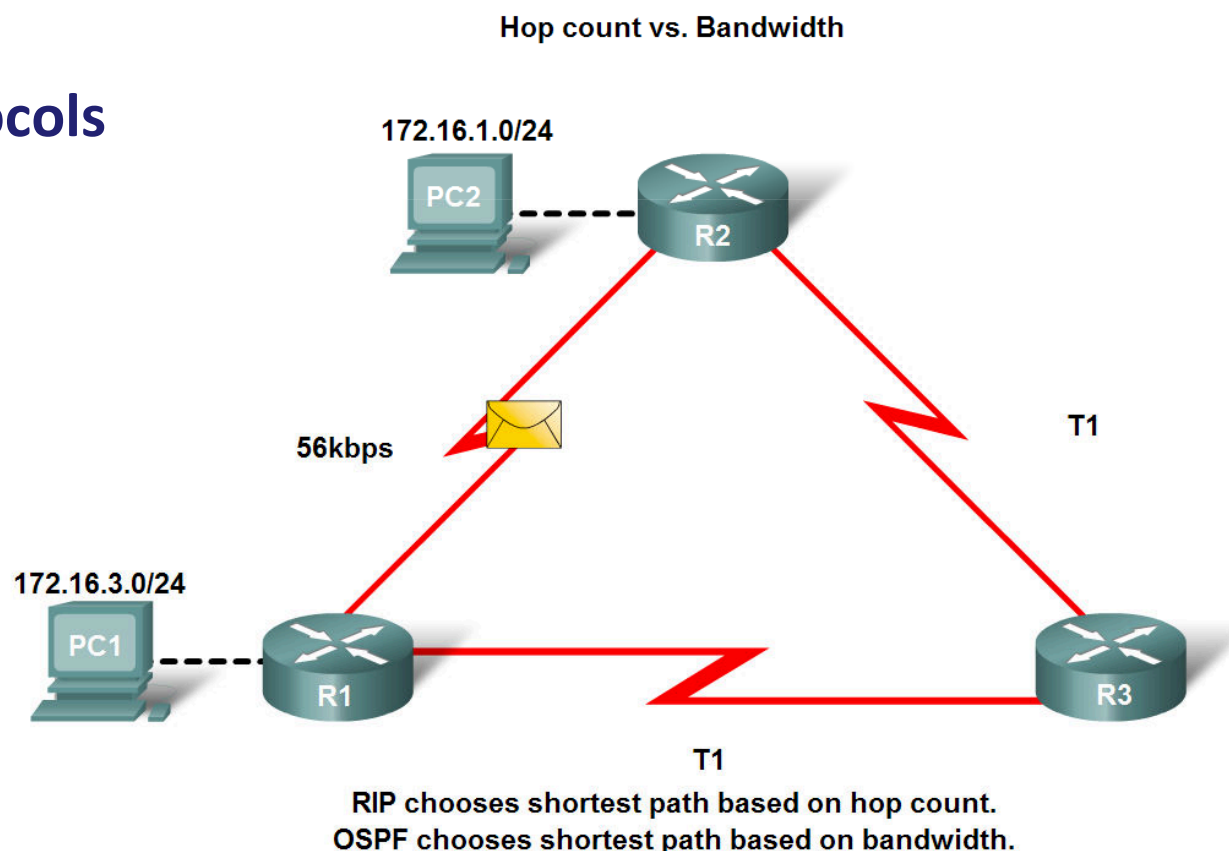 Hop count vs. Bandwidth
ocols
172.16.1.0/24
PC2
R2
56kbps
T1
172.16.3.0/24
PC1
R1
R3
T1
RIP chooses shortest path based on hop count.
OSPF chooses shortest path based on bandwidth.